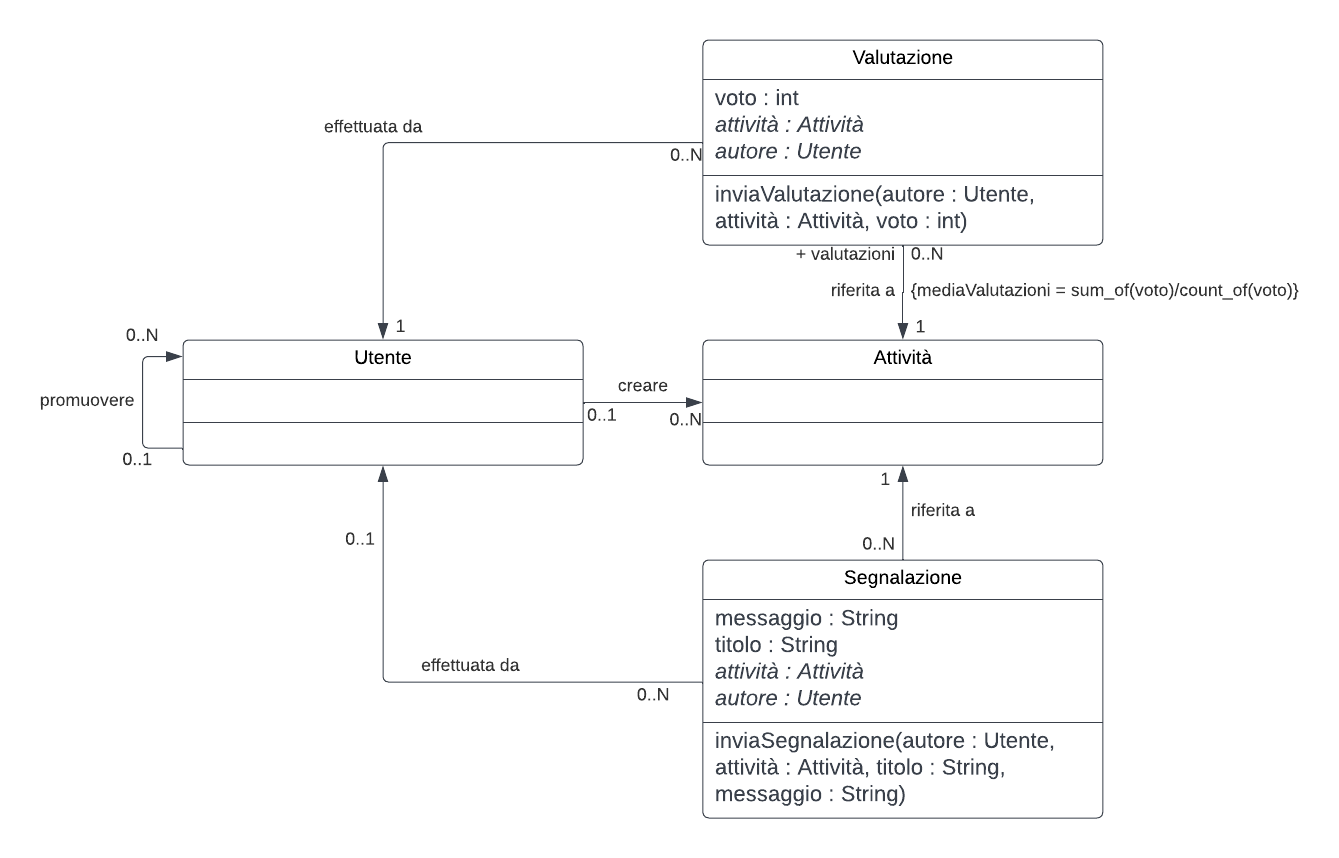 Valutazione
voto : int
attività : Attività
autore : Utente
inviaValutazione(autore : Utente,
attività : Attività, voto : int)
effettuata da
0..N
+ valutazioni
0..N
riferita a
{mediaValutazioni = sum_of(voto)/count_of(voto)}
1
1
0..N
Utente
promuovere
0..1
creare
0..1
0..N
Attività
1
riferita a
0..N
0..1
effettuata da
0..N
Segnalazione
messaggio : String
titolo : String
attività : Attività
autore : Utente
inviaSegnalazione(autore : Utente,
attività : Attività, titolo : String,
messaggio : String)